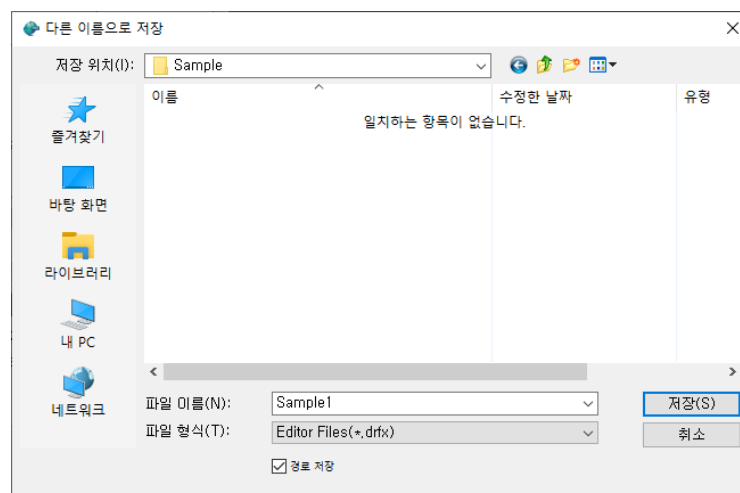 다른 이름으로 저장
저장 위치(I): Sample
이름 수정한 날짜 유형
일치하는 항목이 없습니다.
즐겨찾기
바탕 화면
라이브러리
내 PC
네트워크
파일 이름(N): Sample1 저장(S)
파일 형식(T): Editor Files(*.drfx) 취소
경로 저장